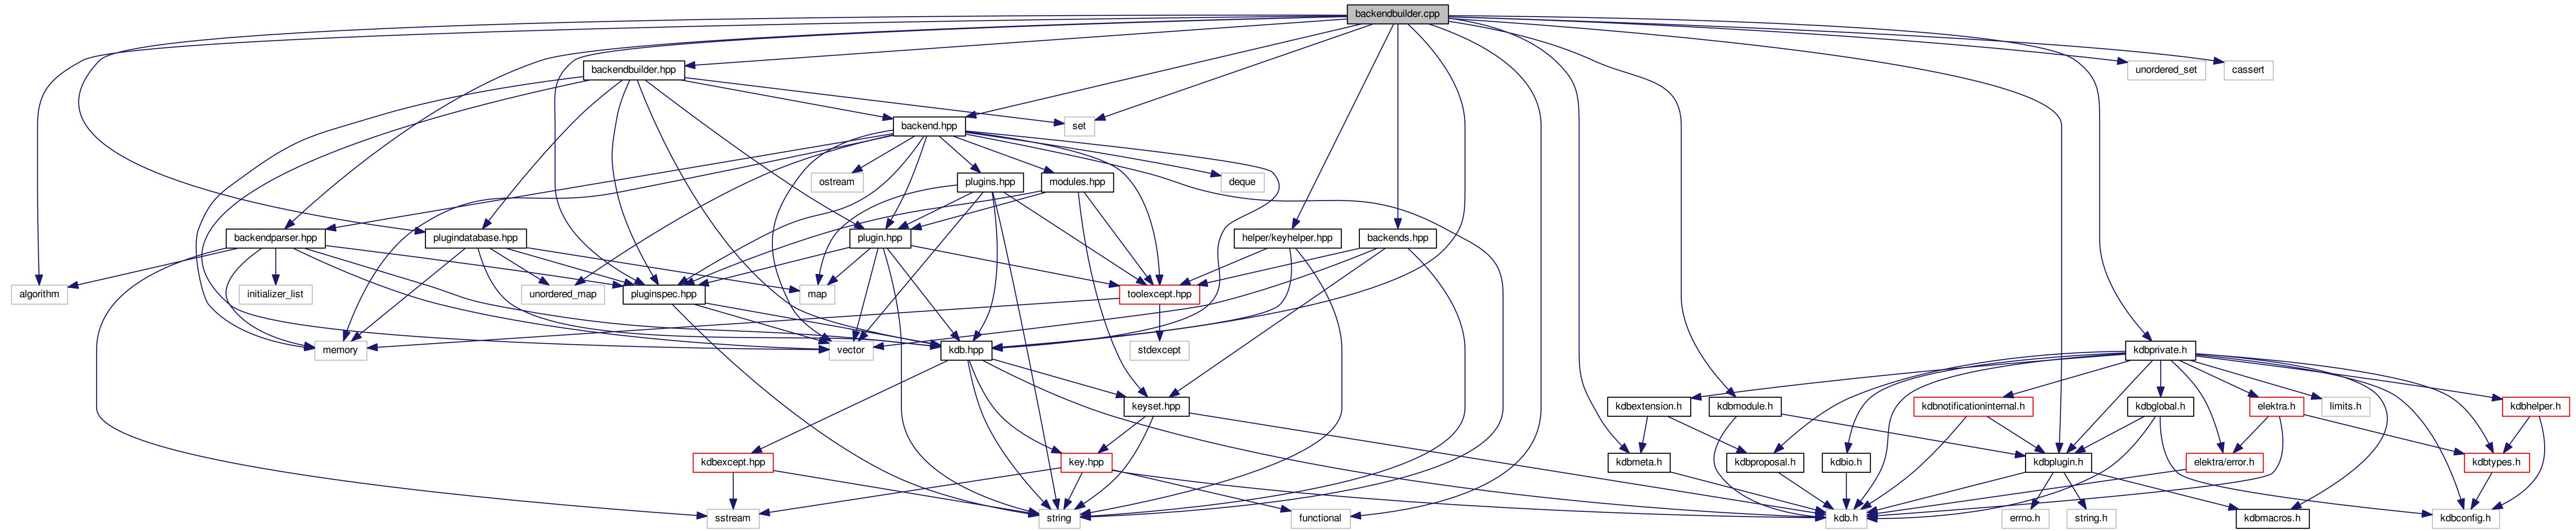 backendbuilder.cpp
backendbuilder.hpp
unordered_set
cassert
backend.hpp
set
ostream
plugins.hpp
modules.hpp
deque
backendparser.hpp
plugindatabase.hpp
plugin.hpp
helper/keyhelper.hpp
backends.hpp
algorithm
initializer_list
unordered_map
pluginspec.hpp
map
toolexcept.hpp
memory
vector
kdb.hpp
stdexcept
kdbprivate.h
keyset.hpp
kdbextension.h
kdbmodule.h
kdbnotificationinternal.h
kdbglobal.h
elektra.h
limits.h
kdbhelper.h
kdbexcept.hpp
key.hpp
kdbmeta.h
kdbproposal.h
kdbio.h
kdbplugin.h
elektra/error.h
kdbtypes.h
sstream
string
functional
kdb.h
errno.h
string.h
kdbmacros.h
kdbconfig.h